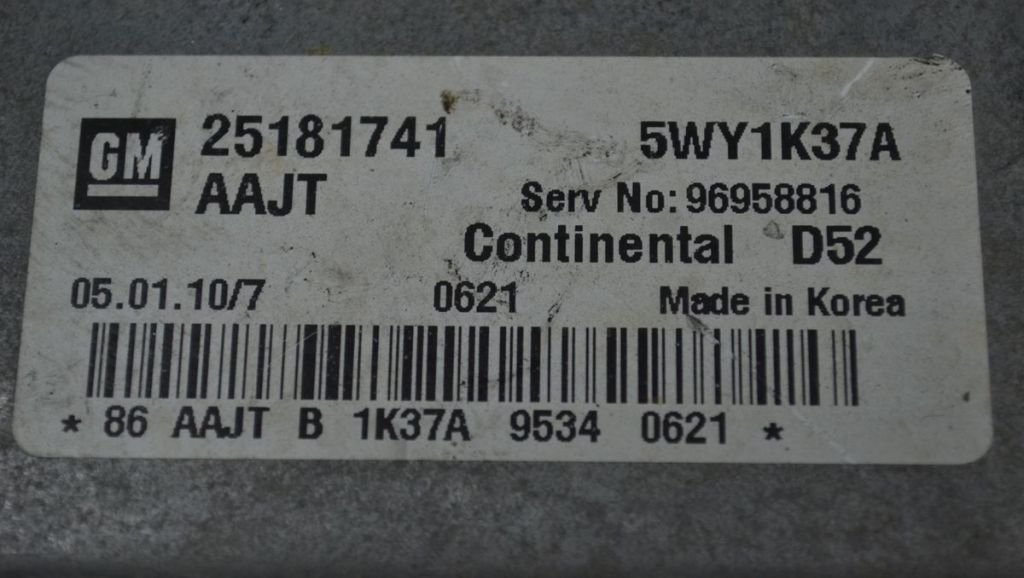 GM 25181741 5WY1K37A
AAJT Serv No: 96958816
Continental D52
05.01.10/7 0621 Made in Korea
* 86 AAJT B 1K37A 9534 0621 *